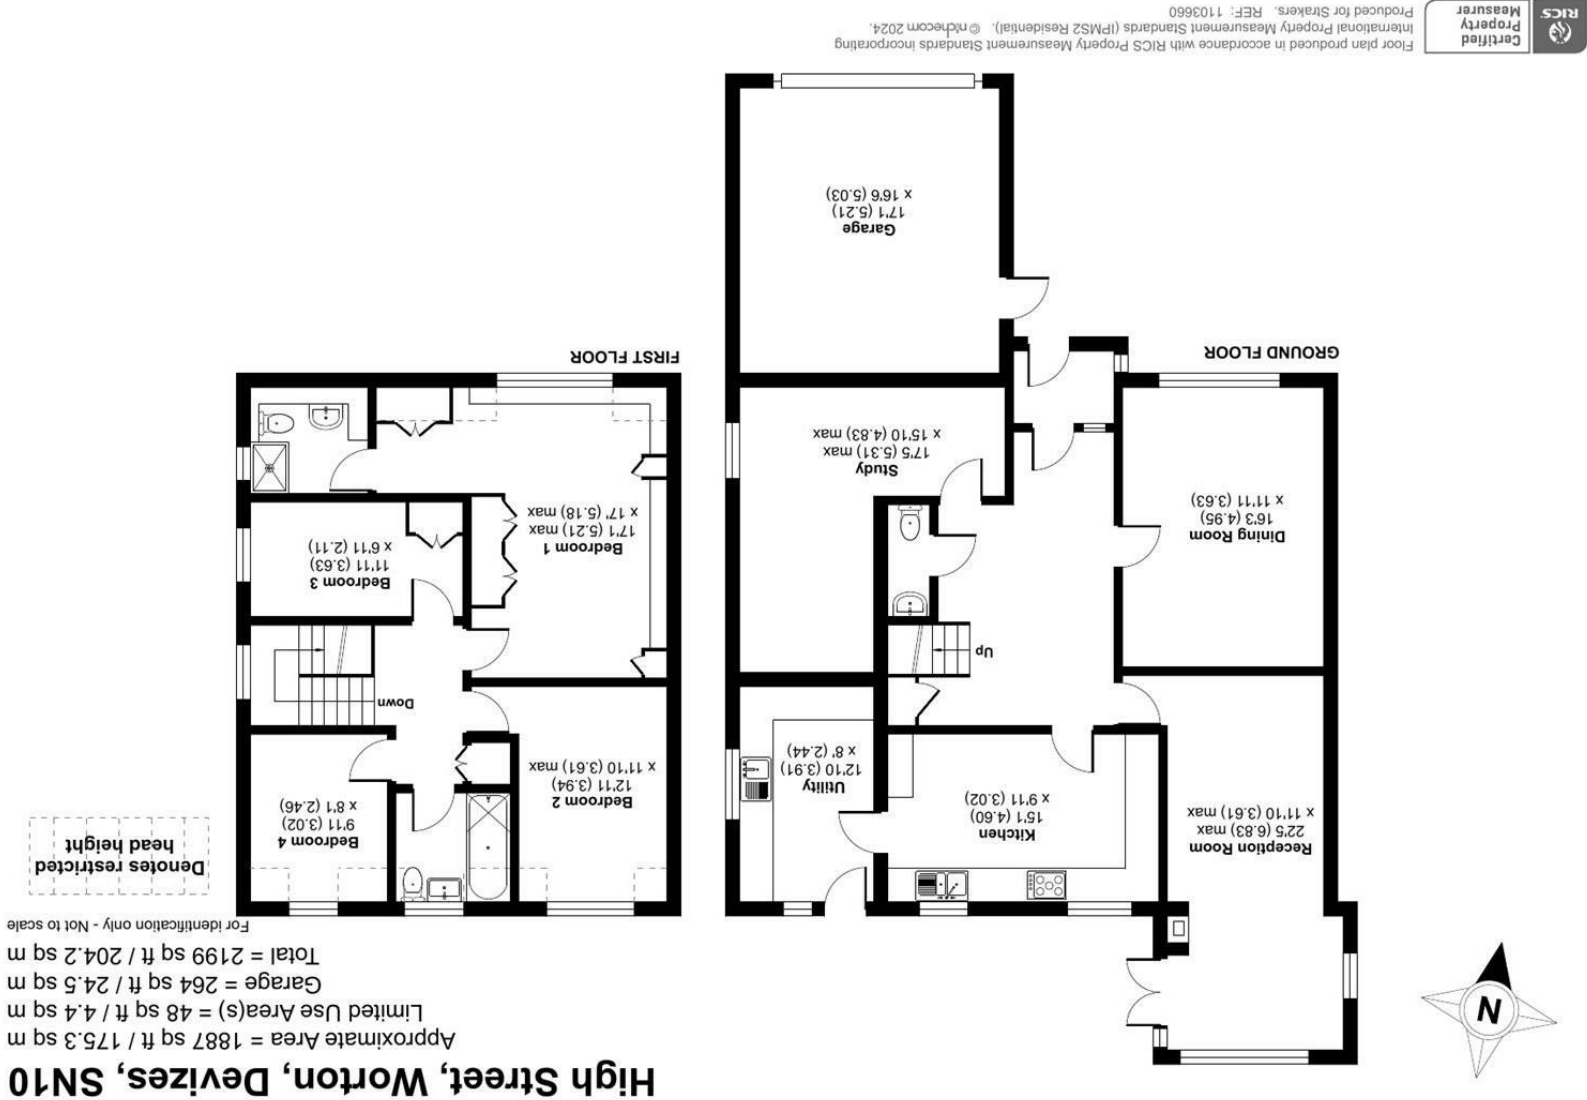 High Street, Worton, Devizes, SN10
Approximate Area = 1887 sq ft / 175.3 sq m
Limited Use Area(s) = 48 sq ft / 4.4 sq m
Garage = 264 sq ft / 24.5 sq m
Total = 2199 sq ft / 204.2 sq m
For identification only - Not to scale
N
Denotes restricted
head height
Reception Room
22'5 (6.83) max
x 11'10 (3.61) max
Kitchen
15'1 (4.60)
x 9'11 (3.02)
Utility
12'10 (3.91)
x 8' (2.44)
Up
Dining Room
16'3 (4.95)
x 11'11 (3.63)
Study
17'5 (5.31) max
x 15'10 (4.83) max
Garage
17'1 (5.21)
x 16'6 (5.03)
GROUND FLOOR
Bedroom 2
12'11 (3.94)
x 11'10 (3.61) max
Bedroom 4
9'11 (3.02)
x 8'1 (2.46)
Down
Bedroom 3
11'11 (3.63)
x 6'11 (2.11)
Bedroom 1
17'1 (5.21) max
x 17' (5.18) max
FIRST FLOOR
RICS
Certified
Property
Measurer
Floor plan produced in accordance with RICS Property Measurement Standards incorporating
International Property Measurement Standards (IPMS2 Residential). © nichecom 2024.
Produced for Strakers. REF: 1103660